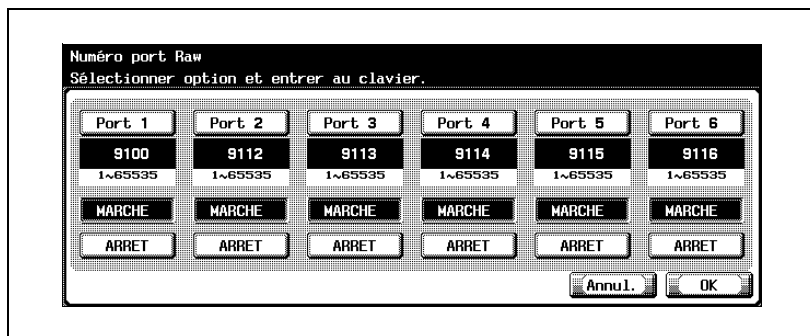 Numéro port Raw
Sélectionner option et entrer au clavier.
Port 1 Port 2 Port 3 Port 4 Port 5 Port 6
9100 9112 9113 9114 9115 9116
1~65535 1~65535 1~65535 1~65535 1~65535 1~65535
MARCHE MARCHE MARCHE MARCHE MARCHE MARCHE
ARRET ARRET ARRET ARRET ARRET ARRET
Annul. OK